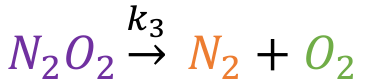 N₂O₂ k₃→ N₂ + O₂